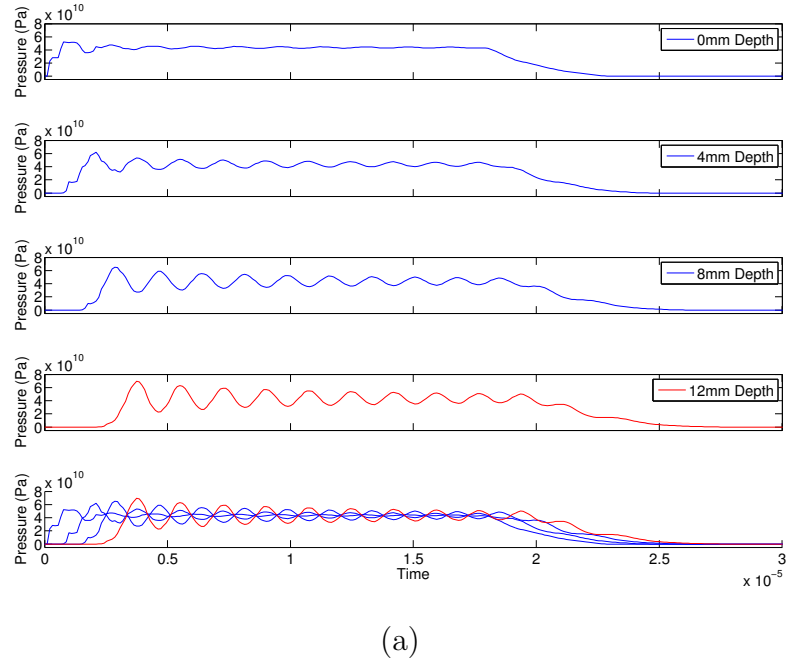 x 10^10
Pressure (Pa)
8
6
4
2
0
0mm Depth
x 10^10
Pressure (Pa)
8
6
4
2
0
4mm Depth
x 10^10
Pressure (Pa)
8
6
4
2
0
8mm Depth
x 10^10
Pressure (Pa)
8
6
4
2
0
12mm Depth
x 10^10
Pressure (Pa)
8
6
4
2
0
0 0.5 1 1.5 2 2.5 3
Time
x 10^-5
(a)